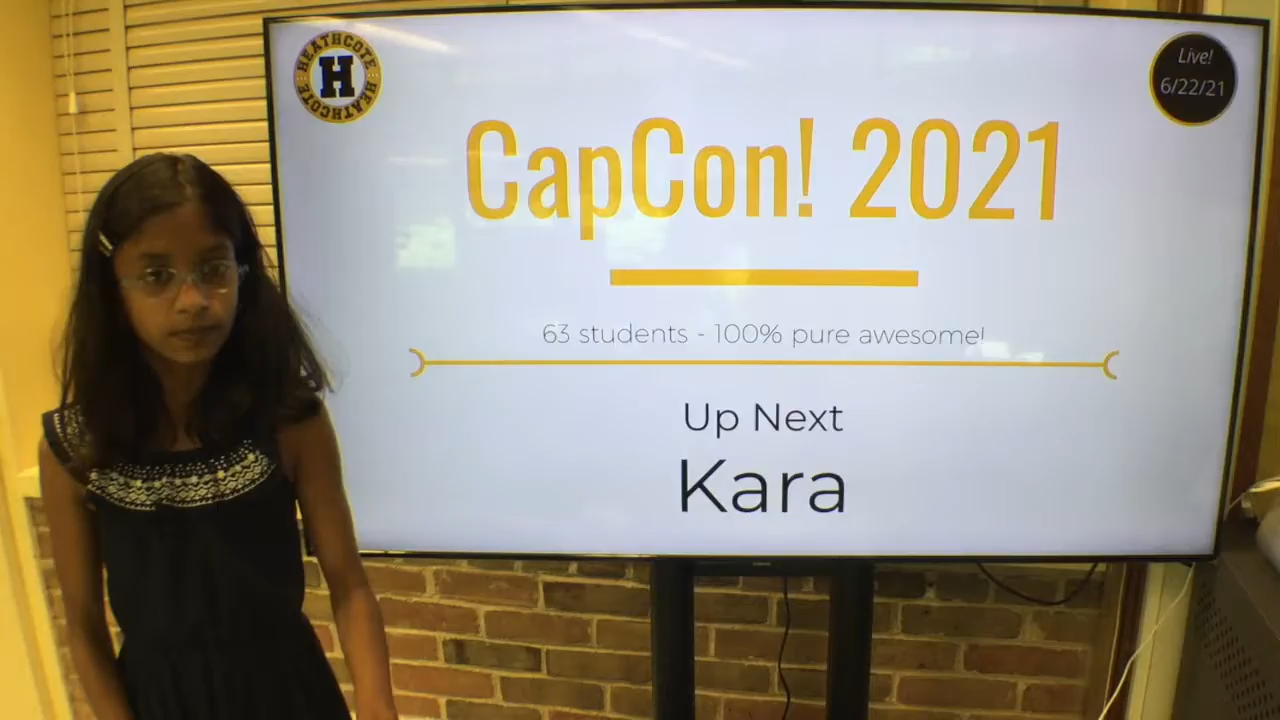 HEATHCOTE
H
HEATHCOTE
Live!
6/22/21
CapCon! 2021
63 students - 100% pure awesome!
Up Next
Kara